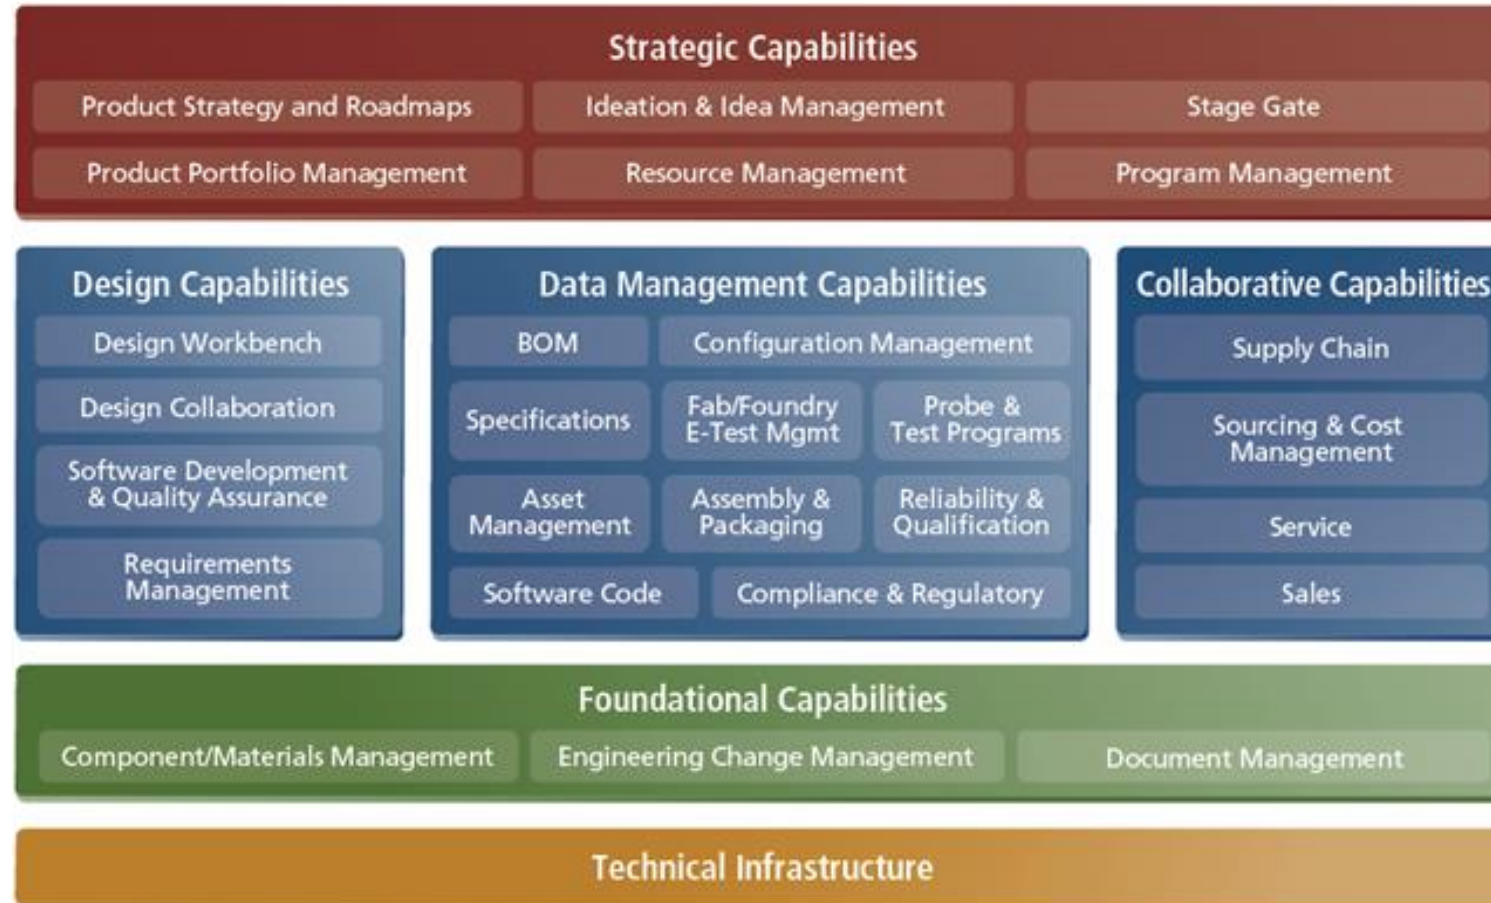 Strategic Capabilities
Product Strategy and Roadmaps
Ideation & Idea Management
Stage Gate
Product Portfolio Management
Resource Management
Program Management
Design Capabilities
Design Workbench
Design Collaboration
Software Development
& Quality Assurance
Requirements
Management
Data Management Capabilities
BOM
Configuration Management
Specifications
Fab/Foundry
E-Test Mgmt
Probe &
Test Programs
Asset
Management
Assembly &
Packaging
Reliability &
Qualification
Software Code
Compliance & Regulatory
Collaborative Capabilities
Supply Chain
Sourcing & Cost
Management
Service
Sales
Foundational Capabilities
Component/Materials Management
Engineering Change Management
Document Management
Technical Infrastructure